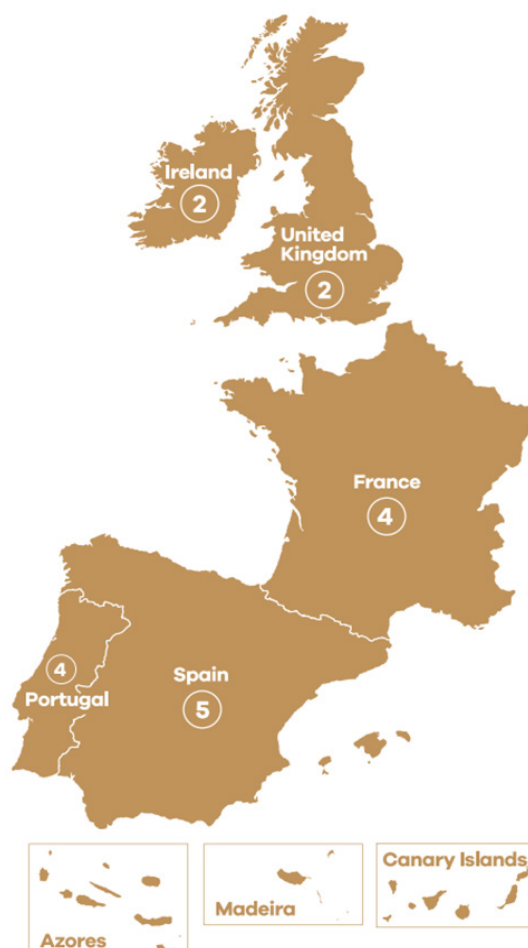 Ireland
2
United
Kingdom
2
France
4
4
Portugal
Spain
5
Azores
Madeira
Canary Islands